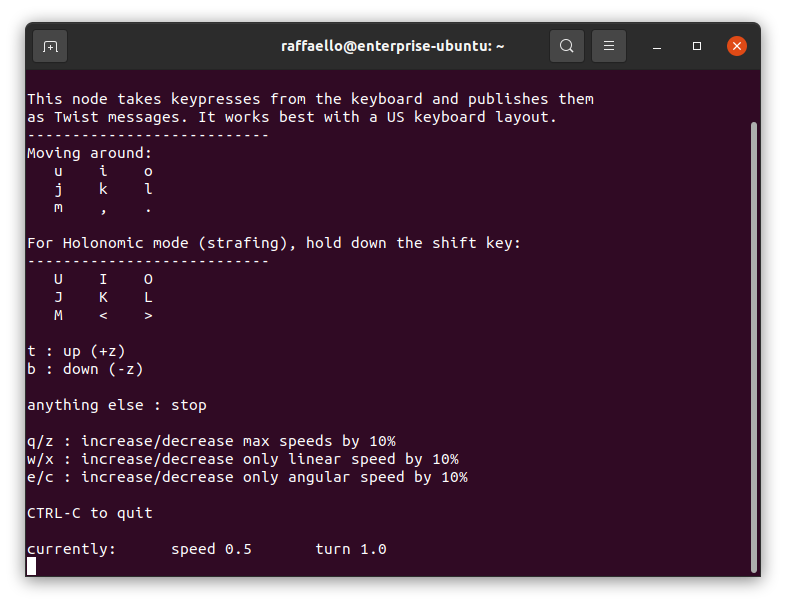 raffaello@enterprise-ubuntu: ~
This node takes keypresses from the keyboard and publishes them
as Twist messages. It works best with a US keyboard layout.
---------------------------
Moving around:
   u    i    o
   j    k    l
   m    ,    .
For Holonomic mode (strafing), hold down the shift key:
---------------------------
   U    I    O
   J    K    L
   M    <    >
t : up (+z)
b : down (-z)
anything else : stop
q/z : increase/decrease max speeds by 10%
w/x : increase/decrease only linear speed by 10%
e/c : increase/decrease only angular speed by 10%
CTRL-C to quit
currently:      speed 0.5       turn 1.0